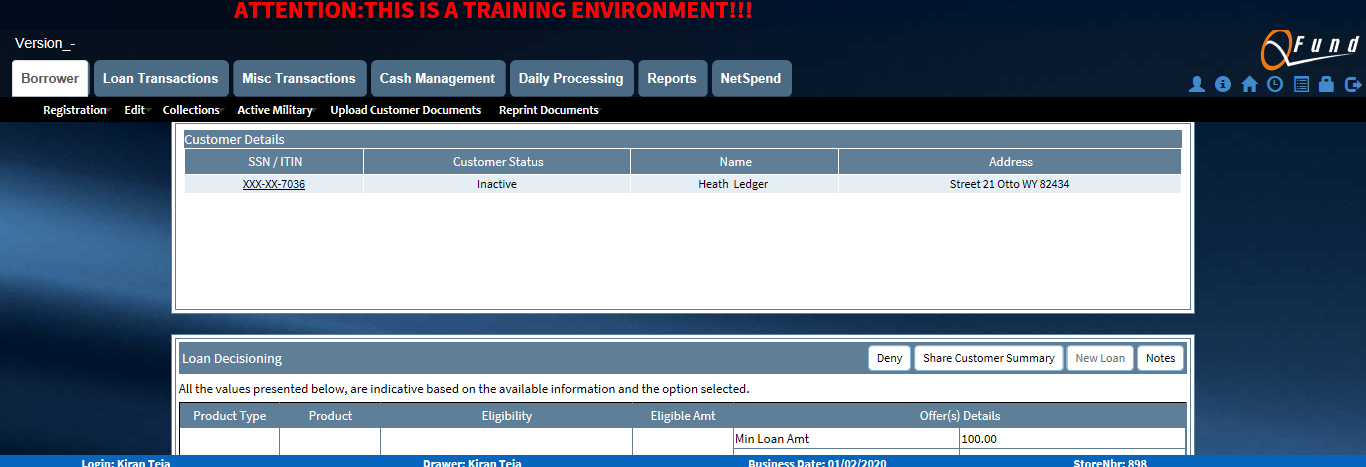 ATTENTION:THIS IS A TRAINING ENVIRONMENT!!!
Version_-
QFund
Borrower Loan Transactions Misc Transactions Cash Management Daily Processing Reports NetSpend
Registration Edit Collections Active Military Upload Customer Documents Reprint Documents
Customer Details
SSN / ITIN Customer Status Name Address
XXX-XX-7036 Inactive Heath Ledger Street 21 Otto WY 82434
Loan Decisioning Deny Share Customer Summary New Loan Notes
All the values presented below, are indicative based on the available information and the option selected.
Product Type Product Eligibility Eligible Amt Offer(s) Details
Min Loan Amt 100.00
Login: Kiran Teja Drawer: Kiran Teja Business Date: 01/02/2020 StoreNbr: 898